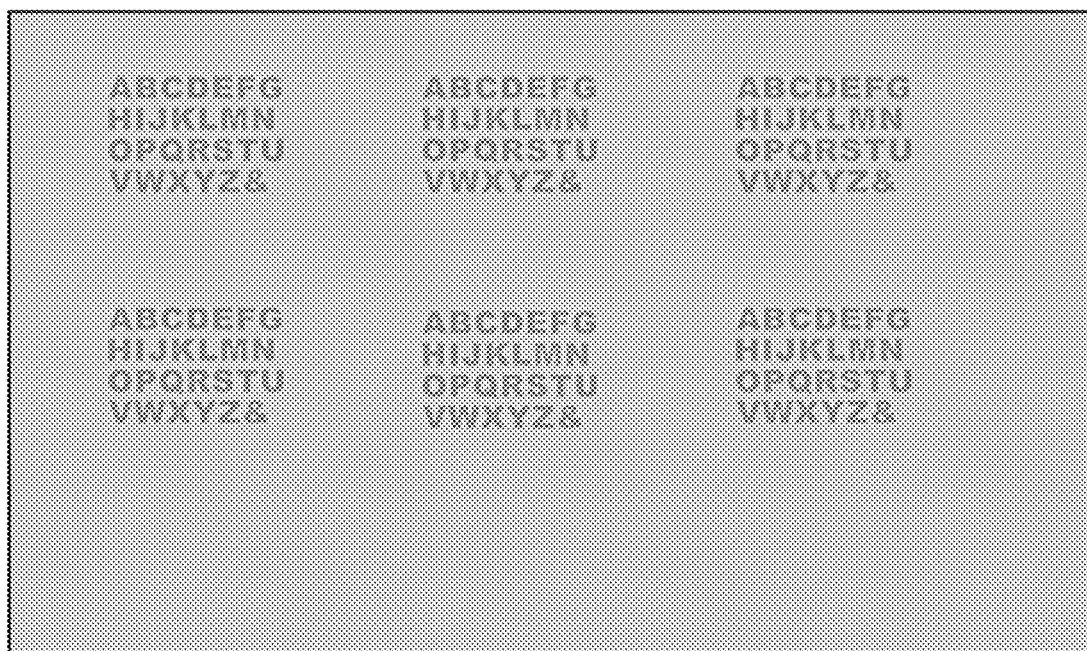 ABCDEFG
HIJKLMN
OPQRSTU
VWXYZ&
ABCDEFG
HIJKLMN
OPQRSTU
VWXYZ&
ABCDEFG
HIJKLMN
OPQRSTU
VWXYZ&
ABCDEFG
HIJKLMN
OPQRSTU
VWXYZ&
ABCDEFG
HIJKLMN
OPQRSTU
VWXYZ&
ABCDEFG
HIJKLMN
OPQRSTU
VWXYZ&